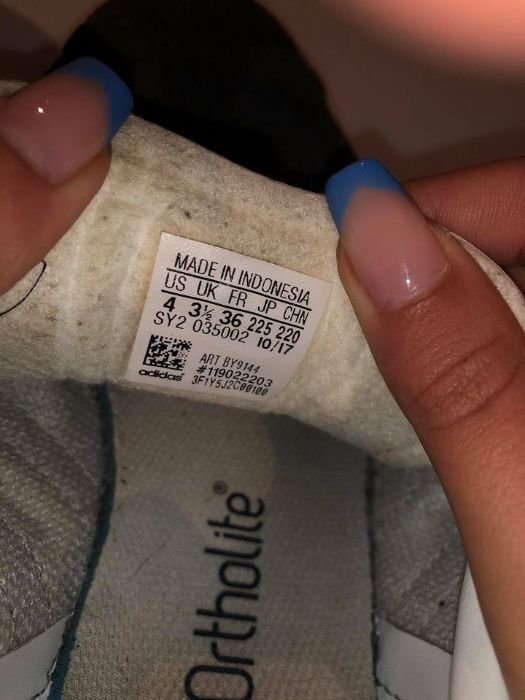 MADE IN INDONESIA
US UK FR JP CHN
4 3½ 36 225 220
SY2 035002 10/17
ART BY9144
#119022203
adidas 3F1Y5J2C00100
Ortholite®